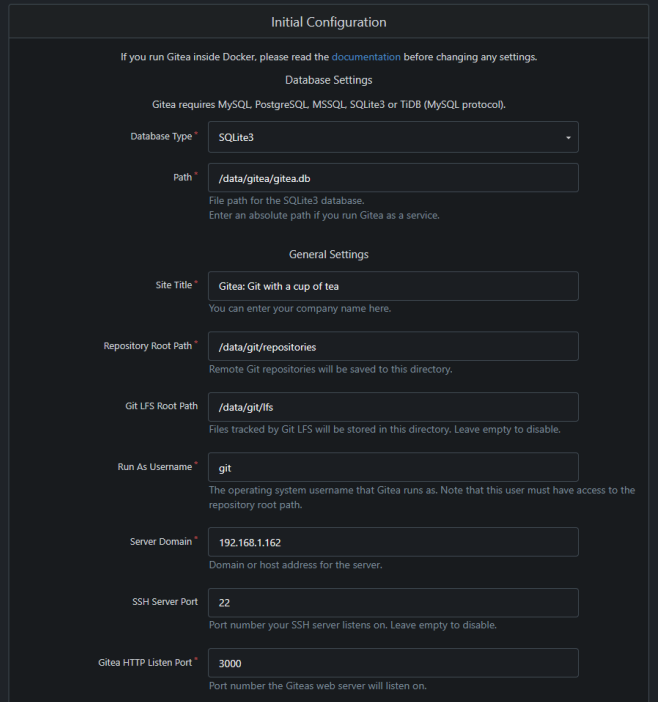 Initial Configuration
If you run Gitea inside Docker, please read the documentation before changing any settings.
Database Settings
Gitea requires MySQL, PostgreSQL, MSSQL, SQLite3 or TiDB (MySQL protocol).
Database Type *
SQLite3
Path *
/data/gitea/gitea.db
File path for the SQLite3 database.
Enter an absolute path if you run Gitea as a service.
General Settings
Site Title *
Gitea: Git with a cup of tea
You can enter your company name here.
Repository Root Path *
/data/git/repositories
Remote Git repositories will be saved to this directory.
Git LFS Root Path
/data/git/lfs
Files tracked by Git LFS will be stored in this directory. Leave empty to disable.
Run As Username *
git
The operating system username that Gitea runs as. Note that this user must have access to the
repository root path.
Server Domain *
192.168.1.162
Domain or host address for the server.
SSH Server Port
22
Port number your SSH server listens on. Leave empty to disable.
Gitea HTTP Listen Port *
3000
Port number the Giteas web server will listen on.